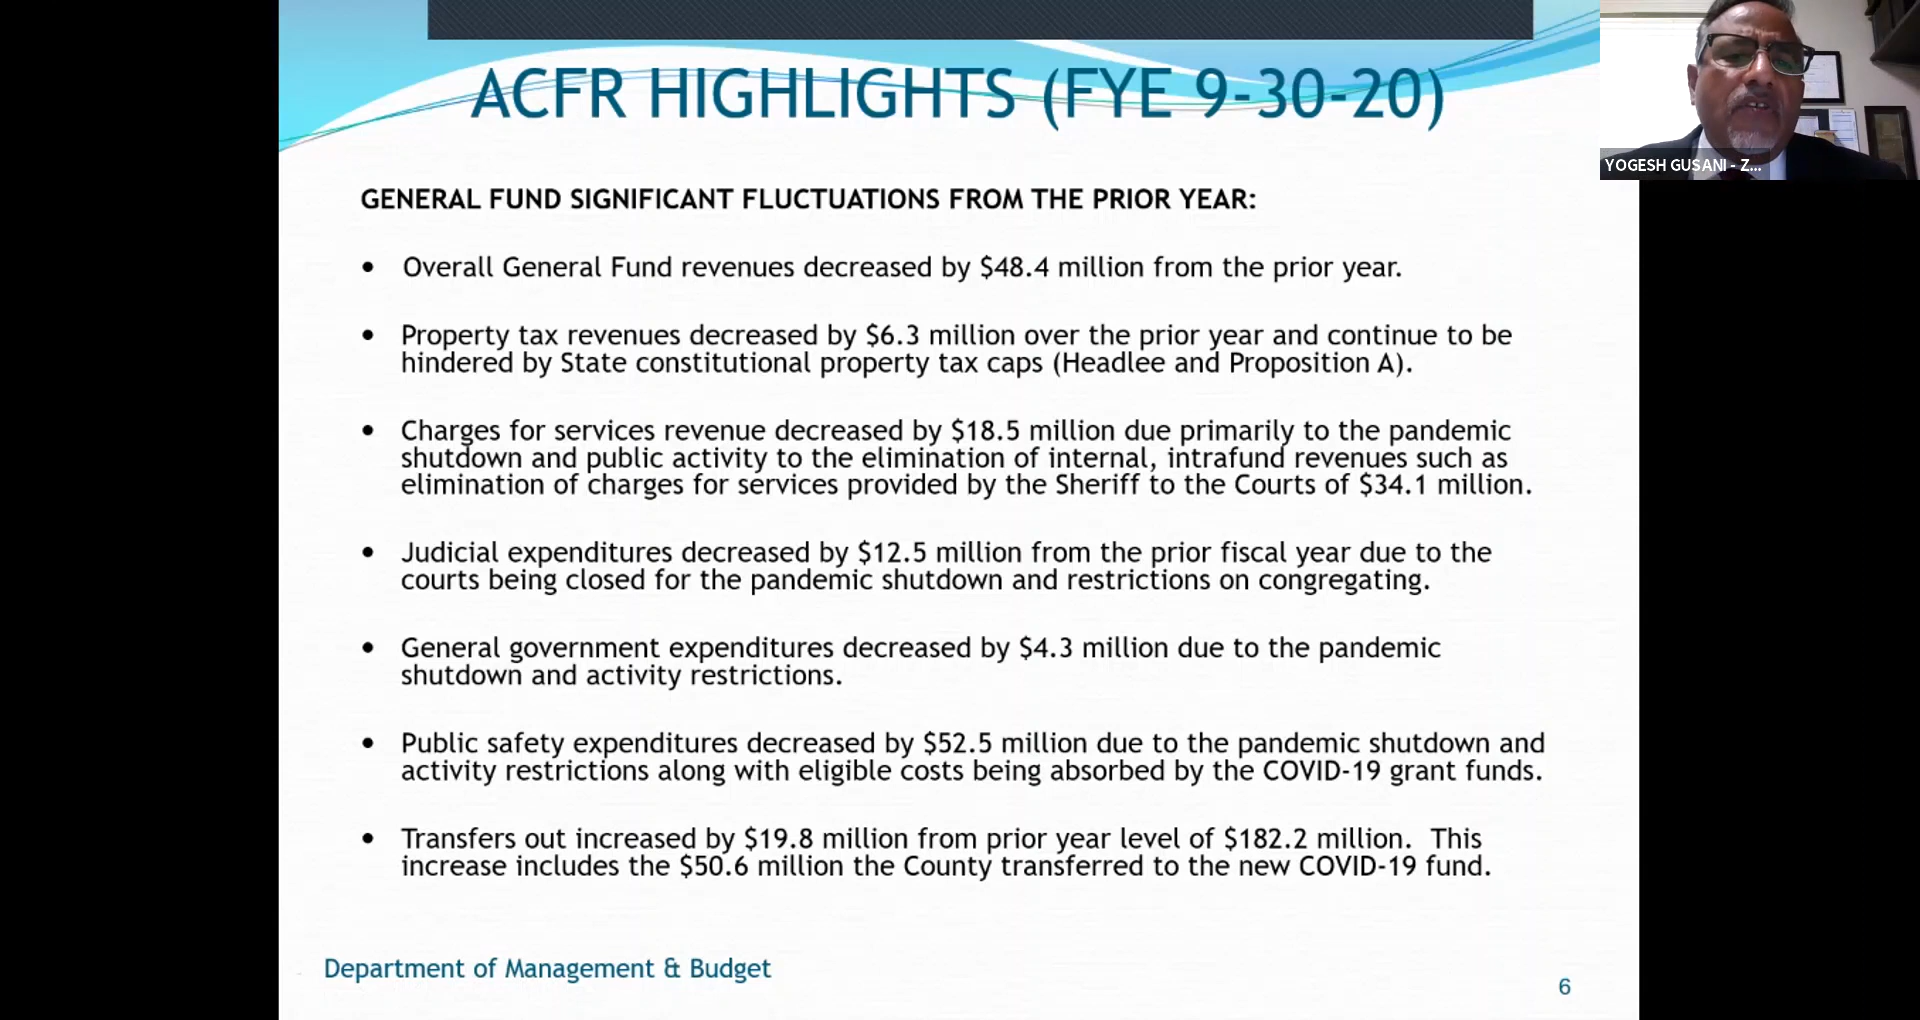 ACFR HIGHLIGHTS (FYE 9-30-20)
YOGESH GUSANI - Z...
GENERAL FUND SIGNIFICANT FLUCTUATIONS FROM THE PRIOR YEAR:
• Overall General Fund revenues decreased by $48.4 million from the prior year.
• Property tax revenues decreased by $6.3 million over the prior year and continue to be
hindered by State constitutional property tax caps (Headlee and Proposition A).
• Charges for services revenue decreased by $18.5 million due primarily to the pandemic
shutdown and public activity to the elimination of internal, intrafund revenues such as
elimination of charges for services provided by the Sheriff to the Courts of $34.1 million.
• Judicial expenditures decreased by $12.5 million from the prior fiscal year due to the
courts being closed for the pandemic shutdown and restrictions on congregating.
• General government expenditures decreased by $4.3 million due to the pandemic
shutdown and activity restrictions.
• Public safety expenditures decreased by $52.5 million due to the pandemic shutdown and
activity restrictions along with eligible costs being absorbed by the COVID-19 grant funds.
• Transfers out increased by $19.8 million from prior year level of $182.2 million.  This
increase includes the $50.6 million the County transferred to the new COVID-19 fund.
Department of Management & Budget
6